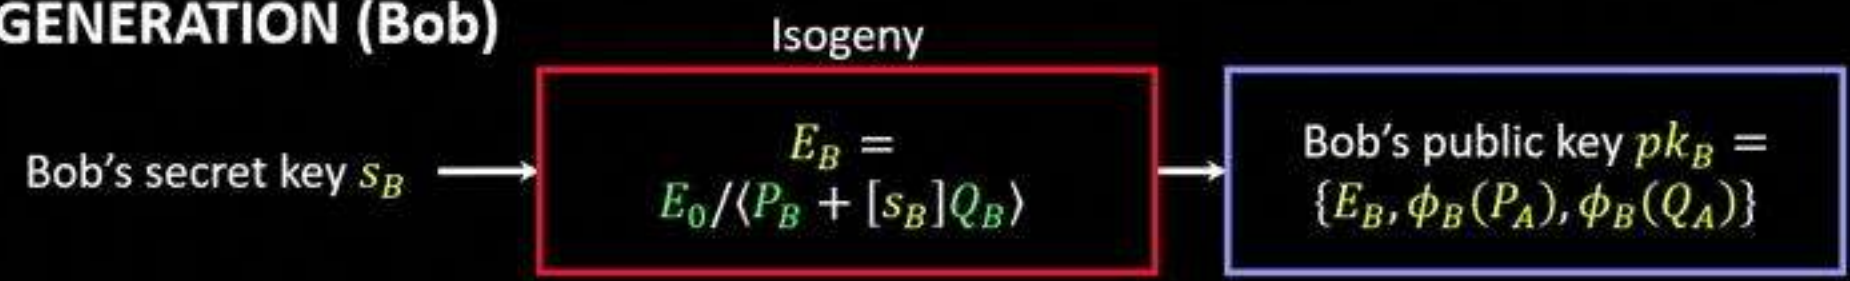 GENERATION (Bob)
Isogeny
Bob's secret key s_B
E_B =
E_0/⟨P_B + [s_B]Q_B⟩
Bob's public key pk_B =
{E_B, ϕ_B(P_A), ϕ_B(Q_A)}